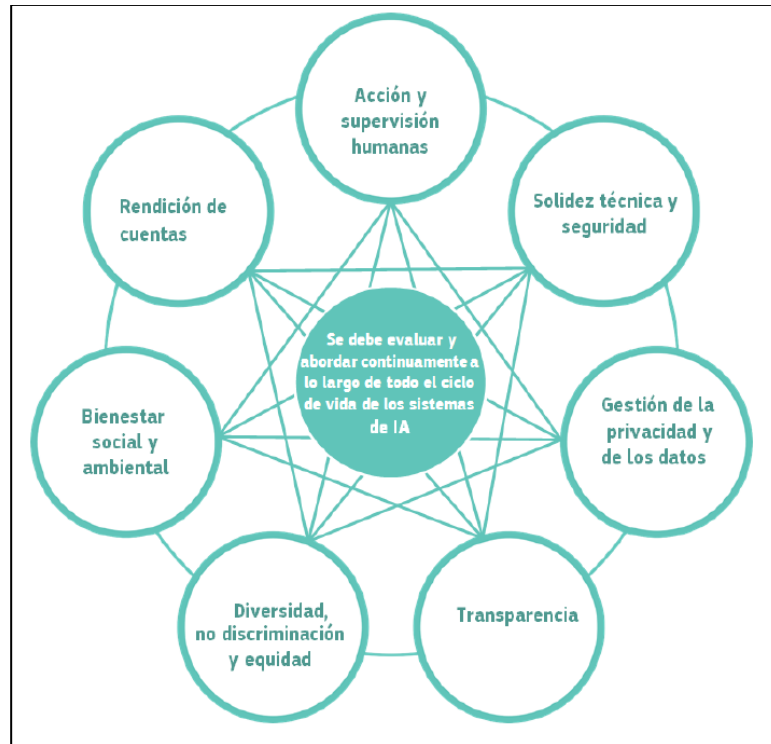 Acción y
supervisión
humanas
Solidez técnica y
seguridad
Gestión de la
privacidad y
de los datos
Transparencia
Diversidad,
no discriminación
y equidad
Bienestar
social y
ambiental
Rendición de
cuentas
Se debe evaluar y
abordar continuamente a
lo largo de todo el ciclo
de vida de los sistemas
de IA